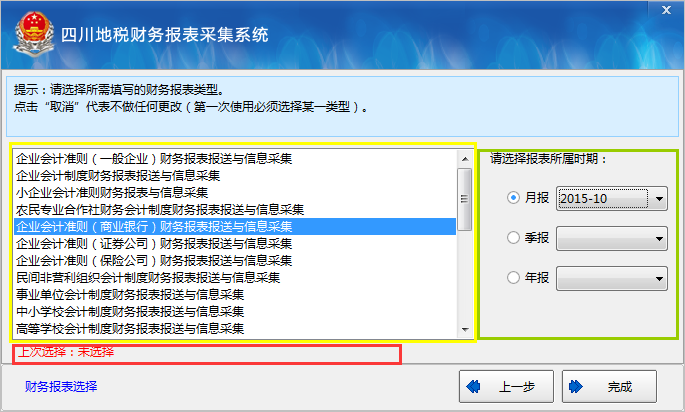 四川地税财务报表采集系统
提示：请选择所需填写的财务报表类型。
点击“取消”代表不做任何更改（第一次使用必须选择某一类型）。
企业会计准则（一般企业）财务报表报送与信息采集
企业会计制度财务报表报送与信息采集
小企业会计准则财务报表与信息采集
农民专业合作社财务会计制度财务报表报送与信息采集
企业会计准则（商业银行）财务报表报送与信息采集
企业会计准则（证券公司）财务报表报送与信息采集
企业会计准则（保险公司）财务报表报送与信息采集
民间非营利组织会计制度财务报表报送与信息采集
事业单位会计制度财务报表报送与信息采集
中小学校会计制度财务报表报送与信息采集
高等学校会计制度财务报表报送与信息采集
请选择报表所属时期：
月报 2015-10
季报
年报
上次选择：未选择
财务报表选择
上一步
完成